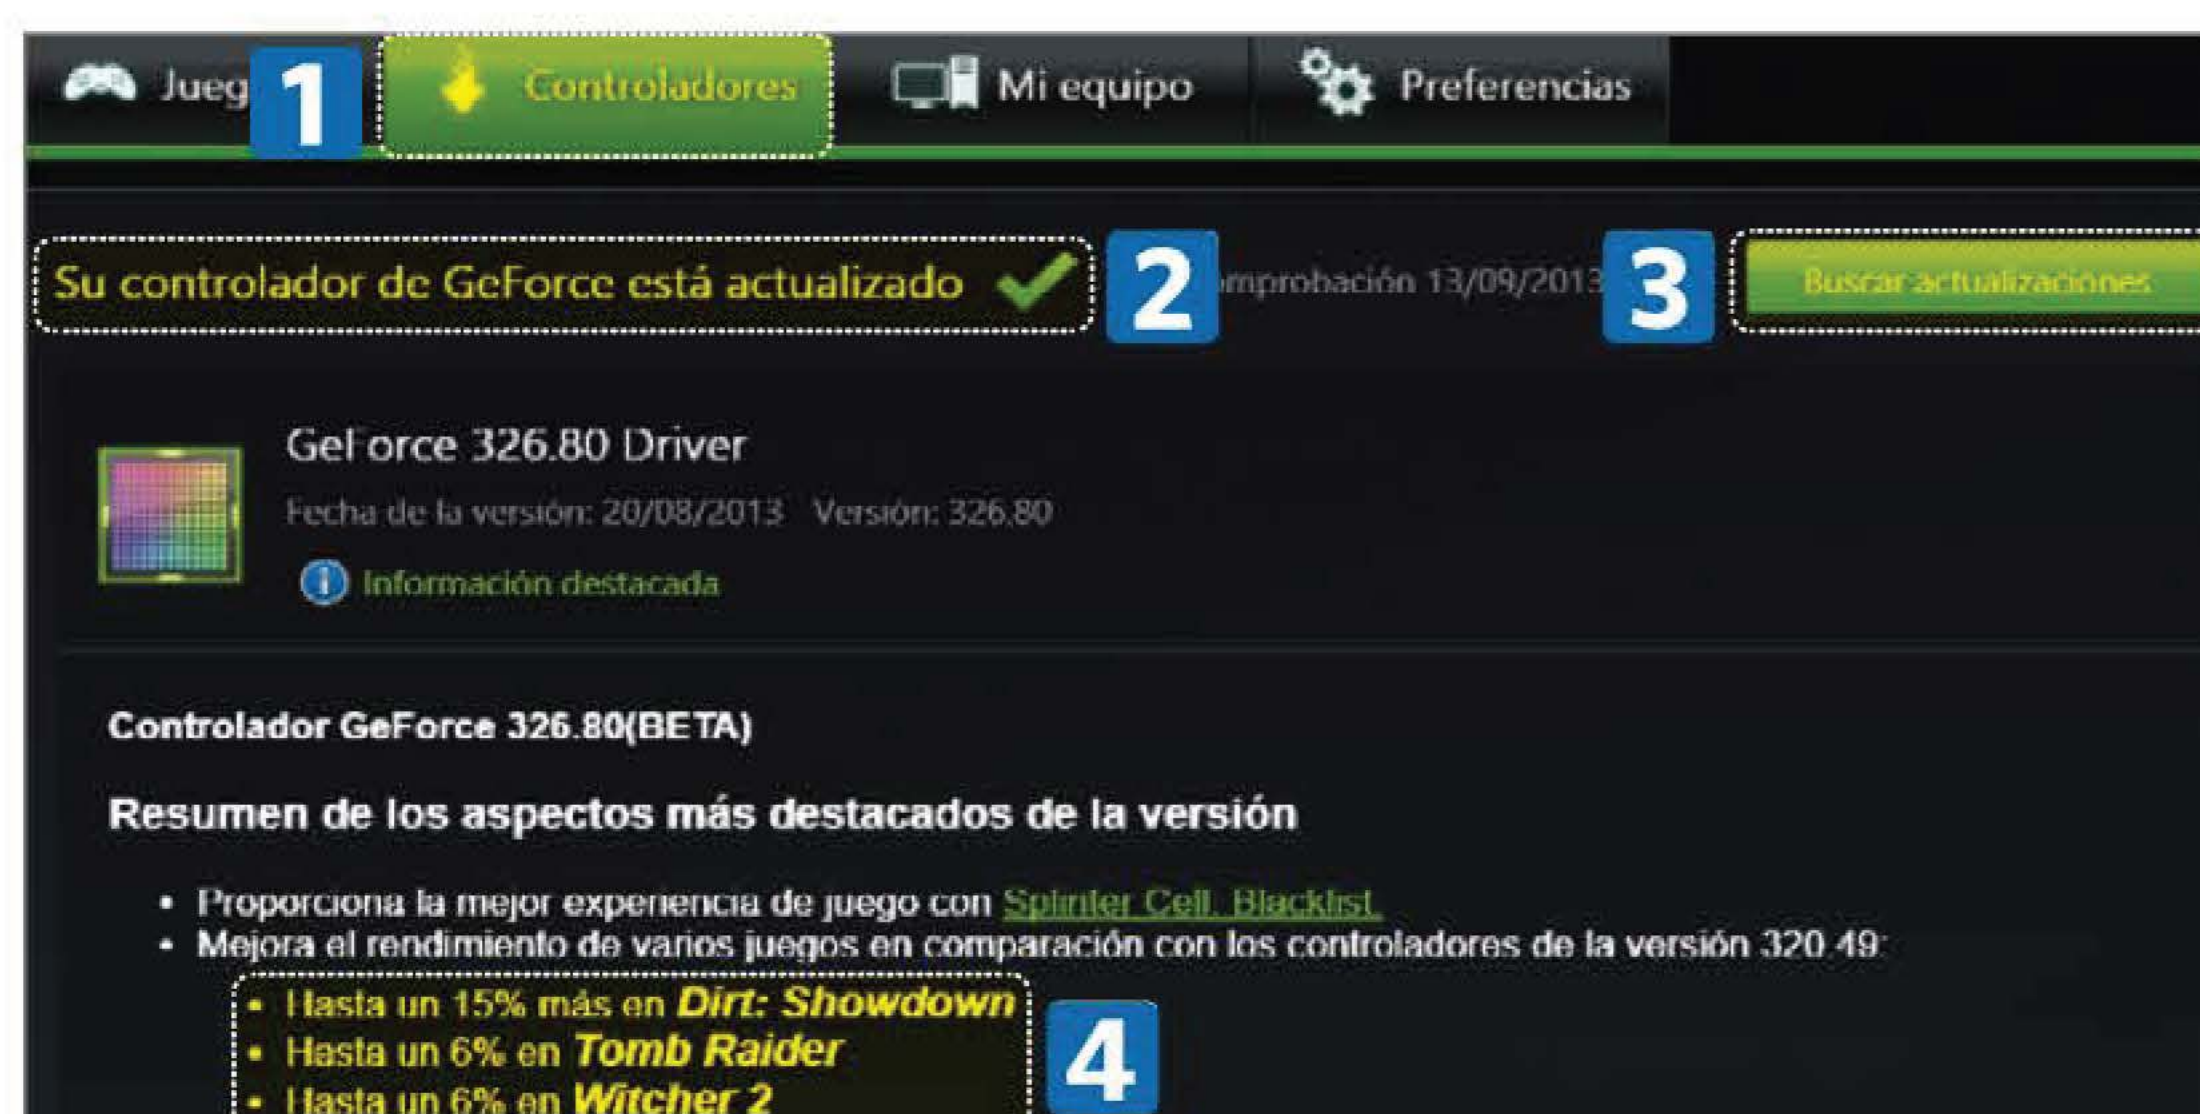 Jueg 1 Controladores Mi equipo Preferencias
Su controlador de GeForce está actualizado 2 mprobación 13/09/2013 3 Buscar actualizaciones
GeForce 326.80 Driver
Fecha de la versión: 20/08/2013 Versión: 326.80
Información destacada
Controlador GeForce 326.80(BETA)
Resumen de los aspectos más destacados de la versión
• Proporciona la mejor experiencia de juego con Splinter Cell. Blacklist.
• Mejora el rendimiento de varios juegos en comparación con los controladores de la versión 320.49:
• Hasta un 15% más en Dirt: Showdown
• Hasta un 6% en Tomb Raider
4
• Hasta un 6% en Witcher 2